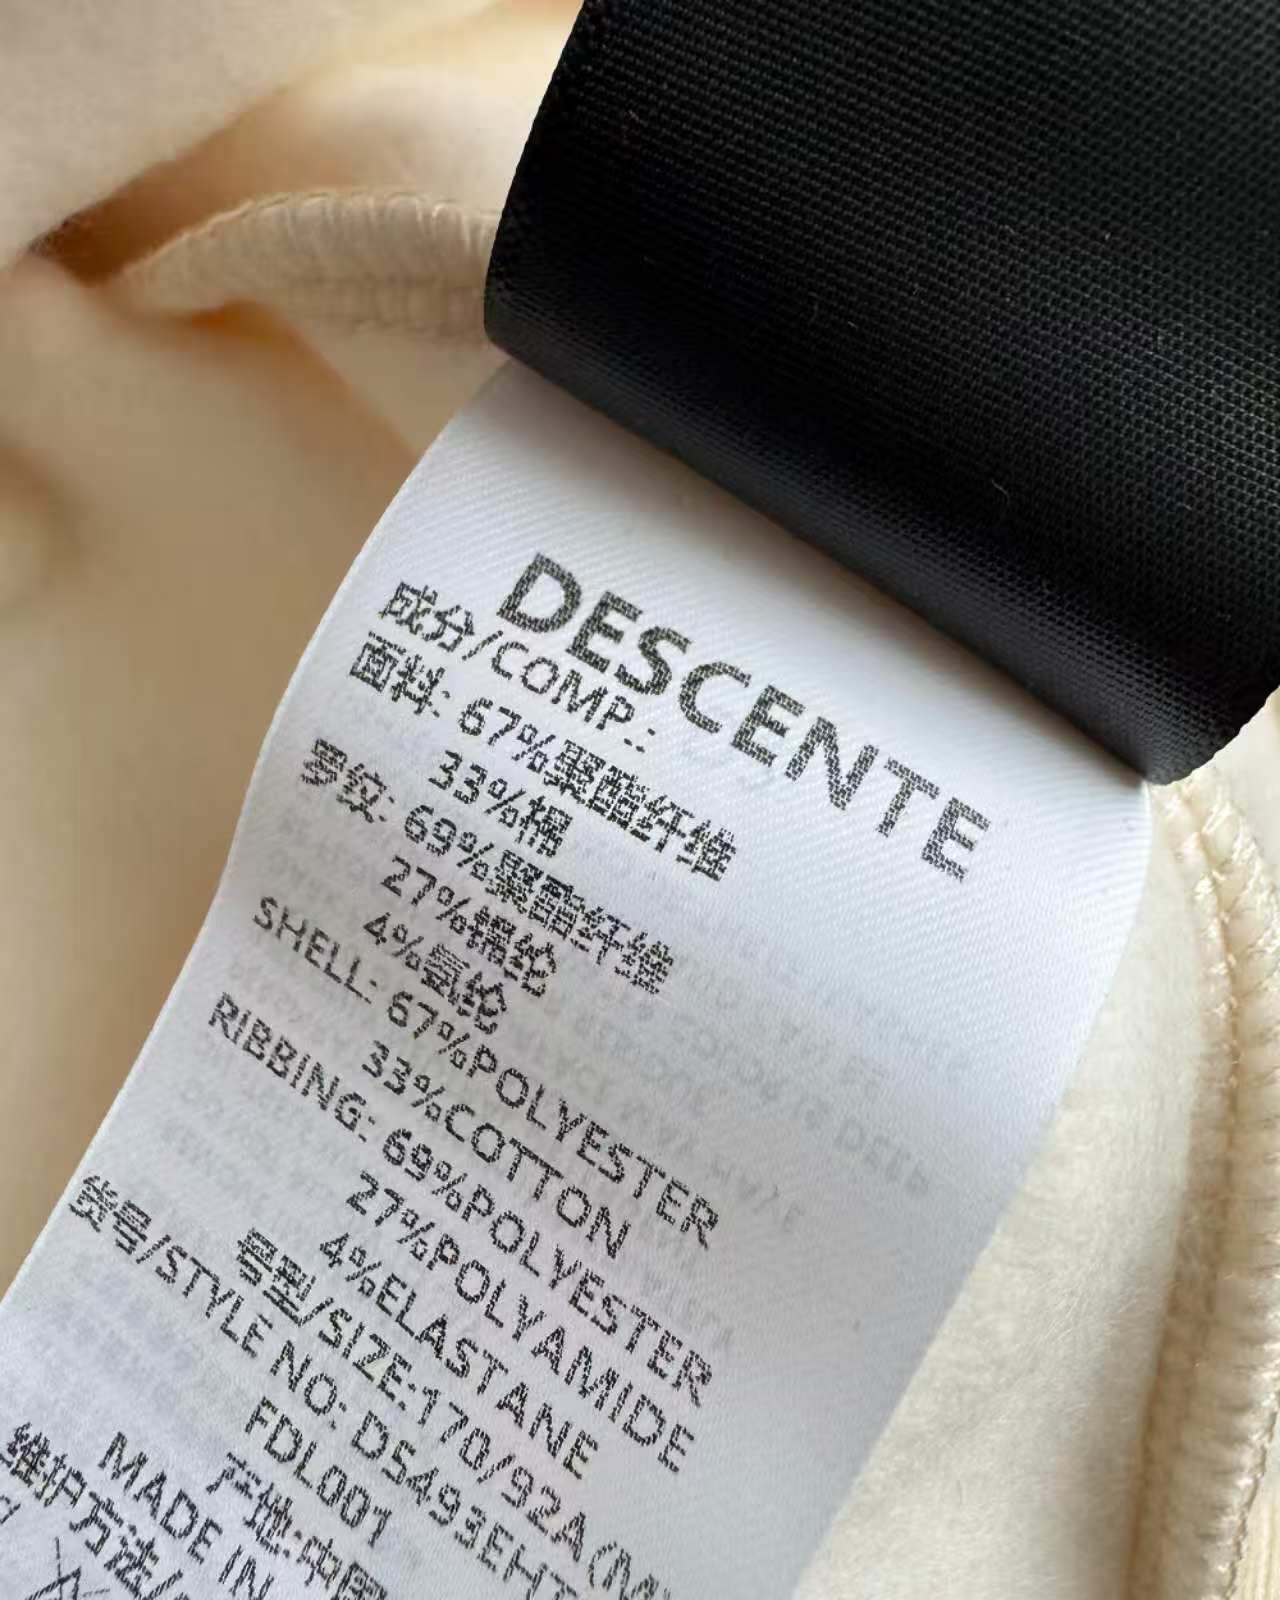 DESCENTE
成分/COMP.:
面料: 67%聚酯纤维
33%棉
罗纹: 69%聚酯纤维
27%锦纶
4%氨纶
SHELL: 67%POLYESTER
33%COTTON
RIBBING: 69%POLYESTER
27%POLYAMIDE
4%ELASTANE
号型/SIZE:170/92A(M
货号/STYLE NO: DS493EHT
FDL001
产地:中国
MADE IN
维护方法/